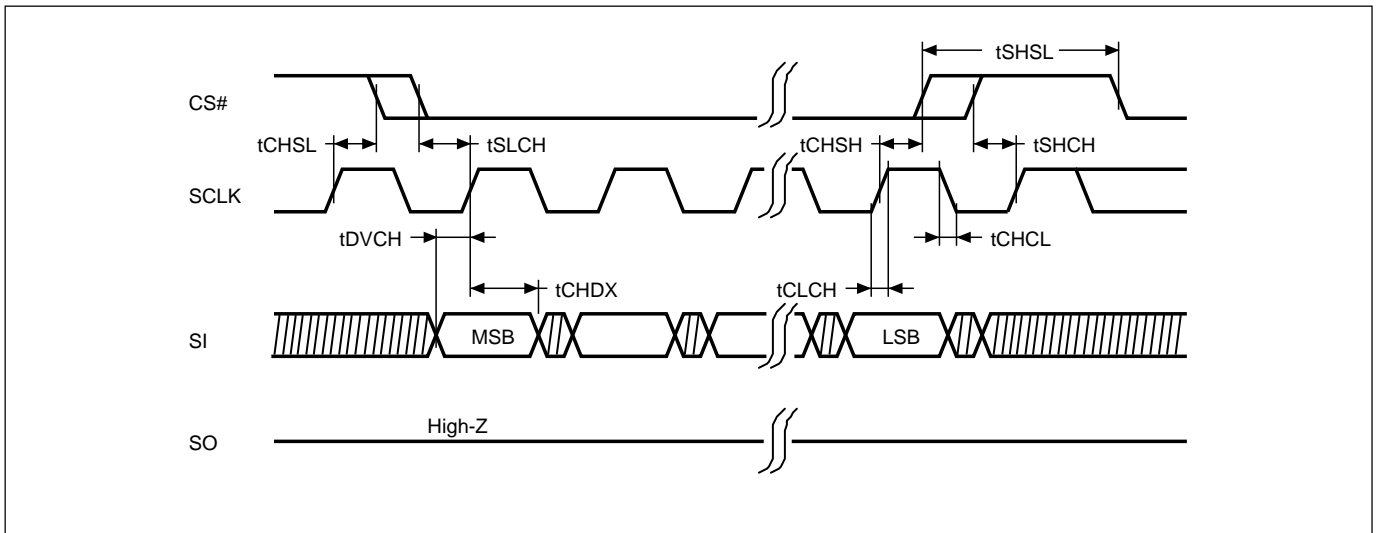 tSHSL
CS#
tCHSL
tSLCH
tCHSH
tSHCH
SCLK
tDVCH
tCHCL
tCHDX
tCLCH
SI
MSB
LSB
High-Z
SO